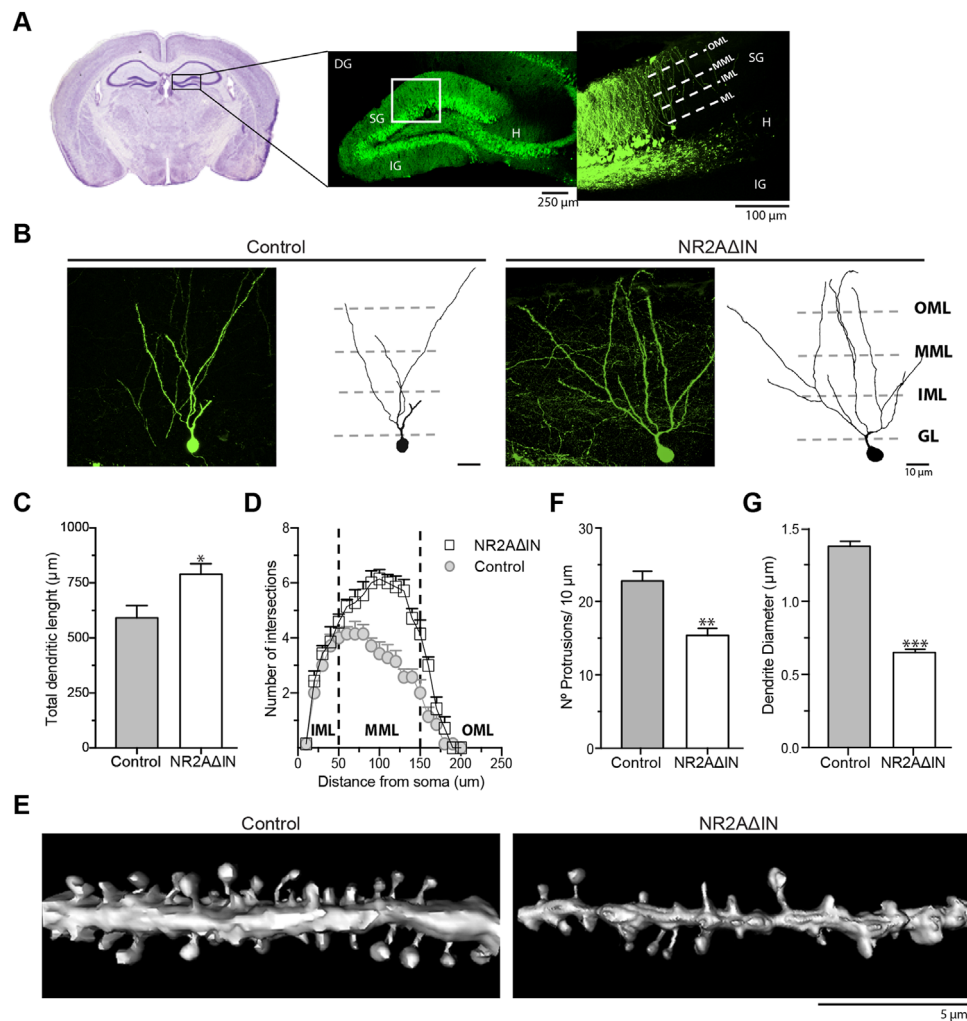 A
DG
SG
H
IG
250 µm
OML
MML
IML
ML
SG
H
IG
100 µm
B
Control
NR2AΔIN
OML
MML
IML
GL
10 µm
C
Total dendritic lenght (µm)
1000
750
500
250
0
*
Control NR2AΔIN
D
Number of intersections
8
6
4
2
0
NR2AΔIN
Control
IML MML OML
0 50 100 150 200 250
Distance from soma (um)
F
Nº Protrusions/ 10 µm
30
20
10
0
**
Control NR2AΔIN
G
Dendrite Diameter (µm)
1.5
1.0
0.5
0.0
***
Control NR2AΔIN
E
Control
NR2AΔIN
5 µm